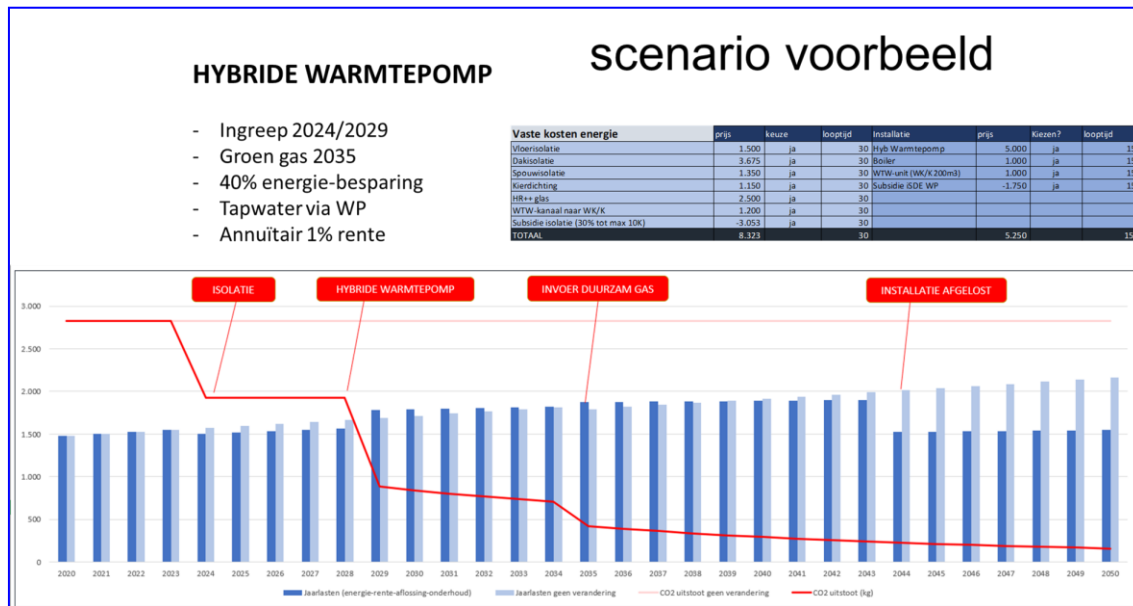 scenario voorbeeld
HYBRIDE WARMTEPOMP
- Ingreep 2024/2029
- Groen gas 2035
- 40% energie-besparing
- Tapwater via WP
- Annuïtair 1% rente
Vaste kosten energie prijs keuze looptijd Installatie prijs Kiezen? looptijd
Vloerisolatie 1.500 ja 30 Hyb Warmtepomp 5.000 ja 15
Dakisolatie 3.675 ja 30 Boiler 1.000 ja 15
Spouwisolatie 1.350 ja 30 WTW-unit (WK/K 200m3) 1.000 ja 15
Kierdichting 1.150 ja 30 Subsidie iSDE WP -1.750 ja 15
HR++ glas 2.500 ja 30
WTW-kanaal naar WK/K 1.200 ja 30
Subsidie isolatie (30% tot max 10K) -3.053 ja 30
TOTAAL 8.323 30 5.250 15
ISOLATIE HYBRIDE WARMTEPOMP INVOER DUURZAM GAS INSTALLATIE AFGELOST
3.000
2.500
2.000
1.500
1.000
500
0
2020 2021 2022 2023 2024 2025 2026 2027 2028 2029 2030 2031 2032 2033 2034 2035 2036 2037 2038 2039 2040 2041 2042 2043 2044 2045 2046 2047 2048 2049 2050
Jaarlasten (energie-rente-aflossing-onderhoud) Jaarlasten geen verandering CO2 uitstoot geen verandering CO2 uitstoot (kg)